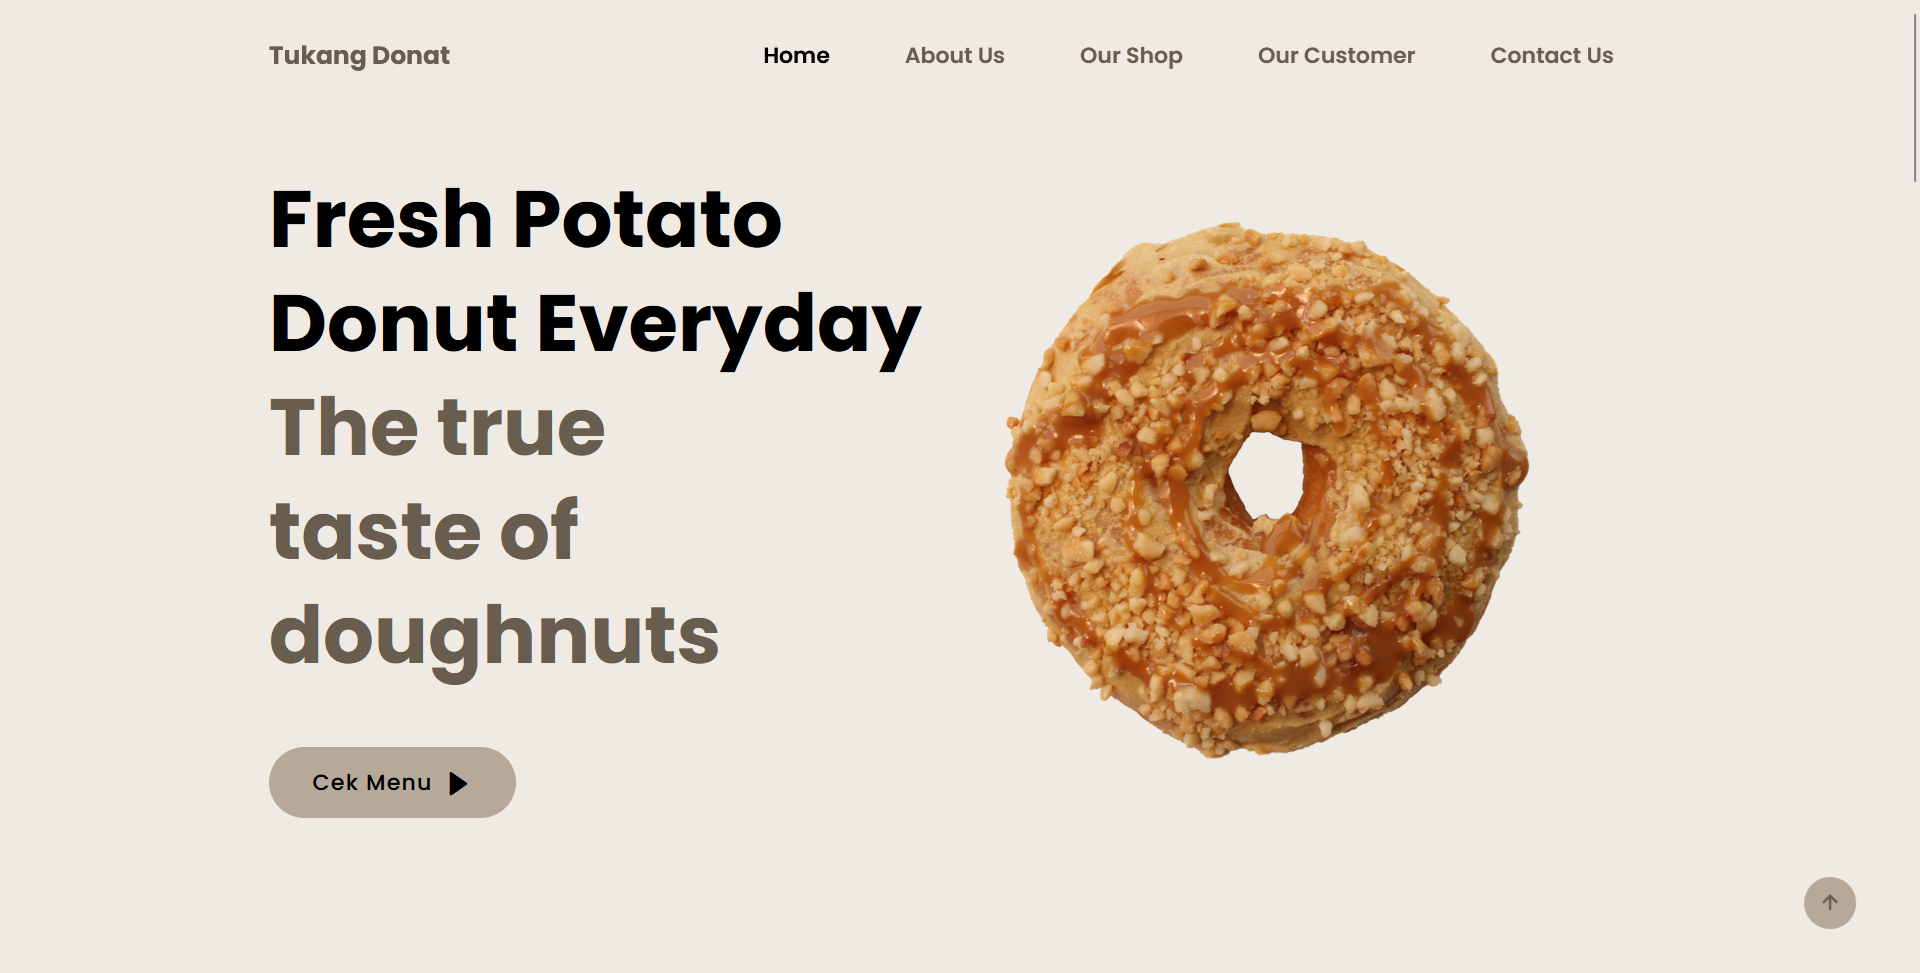 Tukang Donat
Home
About Us
Our Shop
Our Customer
Contact Us
Fresh Potato
Donut Everyday
The true
taste of
doughnuts
Cek Menu